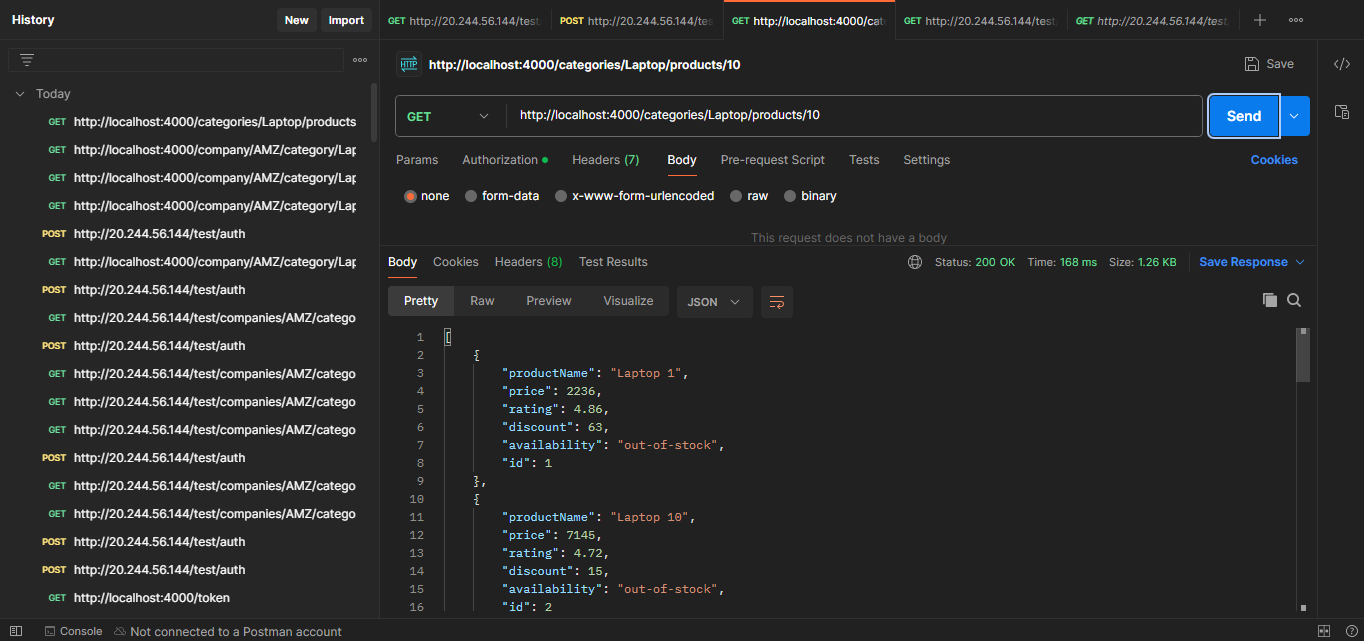 History
New
Import
GET http://20.244.56.144/test
POST http://20.244.56.144/tes
GET http://localhost:4000/cat
GET http://20.244.56.144/test
GET http://20.244.56.144/test.
HTTP http://localhost:4000/categories/Laptop/products/10
Save
Today
GET http://localhost:4000/categories/Laptop/products
GET http://localhost:4000/company/AMZ/category/Lap
GET http://localhost:4000/company/AMZ/category/Lap
GET http://localhost:4000/company/AMZ/category/Lap
POST http://20.244.56.144/test/auth
GET http://localhost:4000/company/AMZ/category/Lap
POST http://20.244.56.144/test/auth
GET http://20.244.56.144/test/companies/AMZ/catego
POST http://20.244.56.144/test/auth
GET http://20.244.56.144/test/companies/AMZ/catego
GET http://20.244.56.144/test/companies/AMZ/catego
GET http://20.244.56.144/test/companies/AMZ/catego
POST http://20.244.56.144/test/auth
GET http://20.244.56.144/test/companies/AMZ/catego
GET http://20.244.56.144/test/companies/AMZ/catego
POST http://20.244.56.144/test/auth
POST http://20.244.56.144/test/auth
GET http://localhost:4000/token
GET http://localhost:4000/categories/Laptop/products/10
Send
Params Authorization Headers (7) Body Pre-request Script Tests Settings
Cookies
none form-data x-www-form-urlencoded raw binary
This request does not have a body
Body Cookies Headers (8) Test Results
Status: 200 OK Time: 168 ms Size: 1.26 KB
Save Response
Pretty Raw Preview Visualize
JSON
1 [
2 {
3 "productName": "Laptop 1",
4 "price": 2236,
5 "rating": 4.86,
6 "discount": 63,
7 "availability": "out-of-stock",
8 "id": 1
9 },
10 {
11 "productName": "Laptop 10",
12 "price": 7145,
13 "rating": 4.72,
14 "discount": 15,
15 "availability": "out-of-stock",
16 "id": 2
Console
Not connected to a Postman account